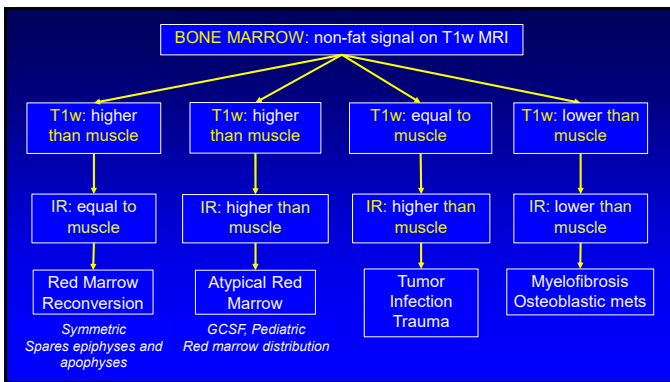 BONE MARROW: non-fat signal on T1w MRI
T1w: higher
than muscle
T1w: higher
than muscle
T1w: equal to
muscle
T1w: lower than
muscle
IR: equal to
muscle
IR: higher than
muscle
IR: higher than
muscle
IR: lower than
muscle
Red Marrow
Reconversion
Atypical Red
Marrow
Tumor
Infection
Trauma
Myelofibrosis
Osteoblastic mets
Symmetric
Spares epiphyses and
apophyses
GCSF, Pediatric
Red marrow distribution